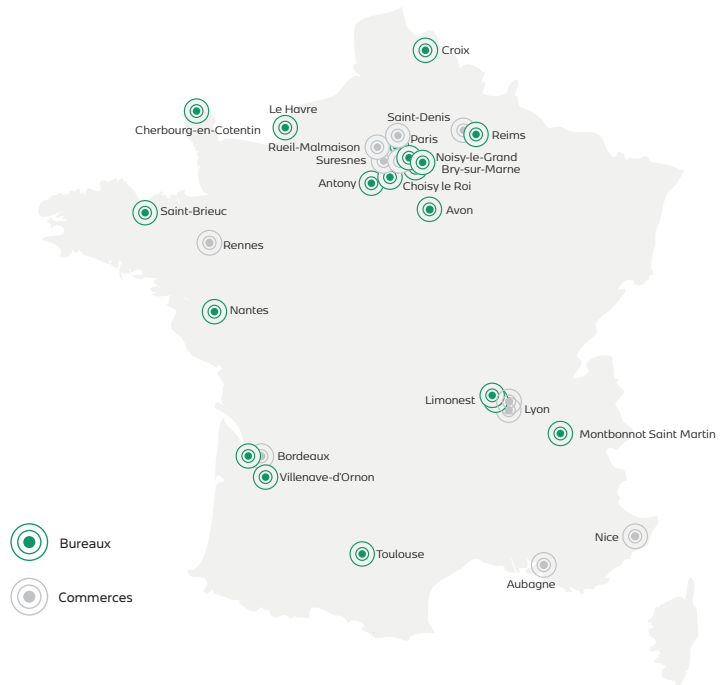 Croix
Le Havre
Cherbourg-en-Cotentin
Saint-Denis
Reims
Paris
Rueil-Malmaison
Noisy-le-Grand
Suresnes
Bry-sur-Marne
Antony
Choisy le Roi
Saint-Brieuc
Avon
Rennes
Nantes
Limonest
Lyon
Montbonnot Saint Martin
Bordeaux
Villenave-d'Ornon
Nice
Bureaux
Toulouse
Aubagne
Commerces